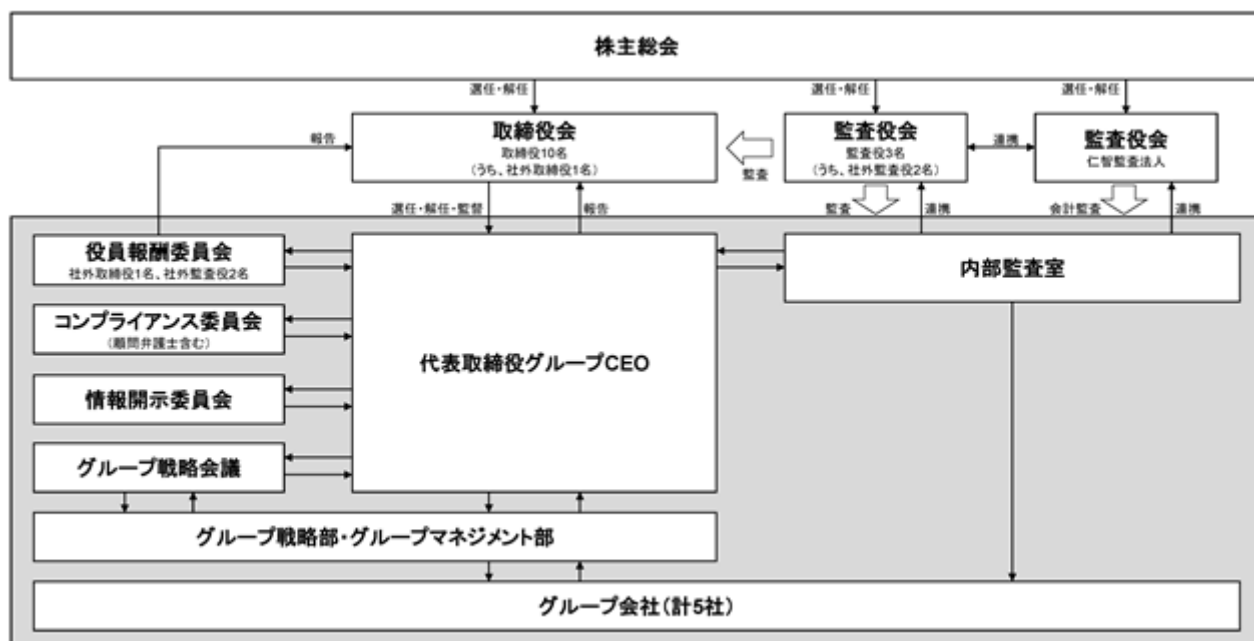 株主総会
選任・解任
選任・解任
選任・解任
報告
取締役会
取締役10名
(うち、社外取締役1名)
監査
監査役会
監査役3名
(うち、社外監査役2名)
連携
監査役会
仁智監査法人
選任・解任・監督
報告
監査
連携
会計監査
連携
役員報酬委員会
社外取締役1名、社外監査役2名
コンプライアンス委員会
(顧問弁護士含む)
情報開示委員会
グループ戦略会議
代表取締役グループCEO
内部監査室
グループ戦略部・グループマネジメント部
グループ会社(計5社)